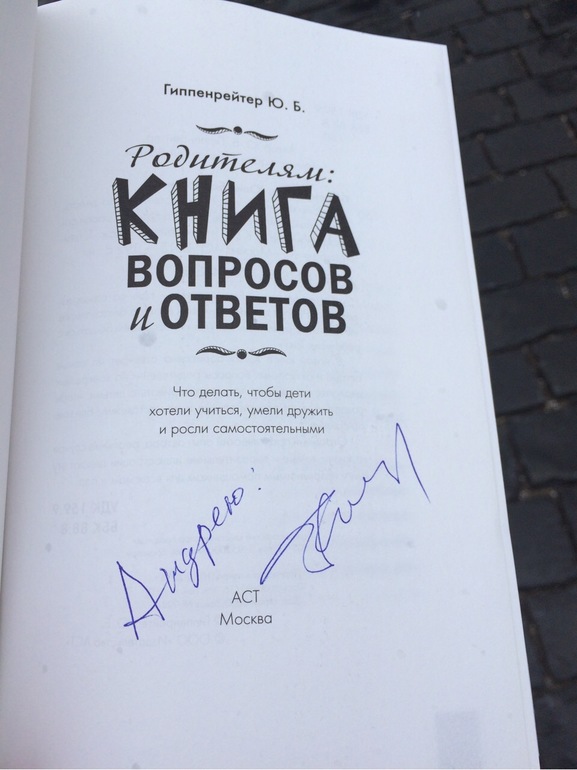 Гиппенрейтер Ю. Б.
Родителям:
КНИГА
ВОПРОСОВ
и ОТВЕТОВ
Что делать, чтобы дети
хотели учиться, умели дружить
и росли самостоятельными
Андрею!
АСТ
Москва